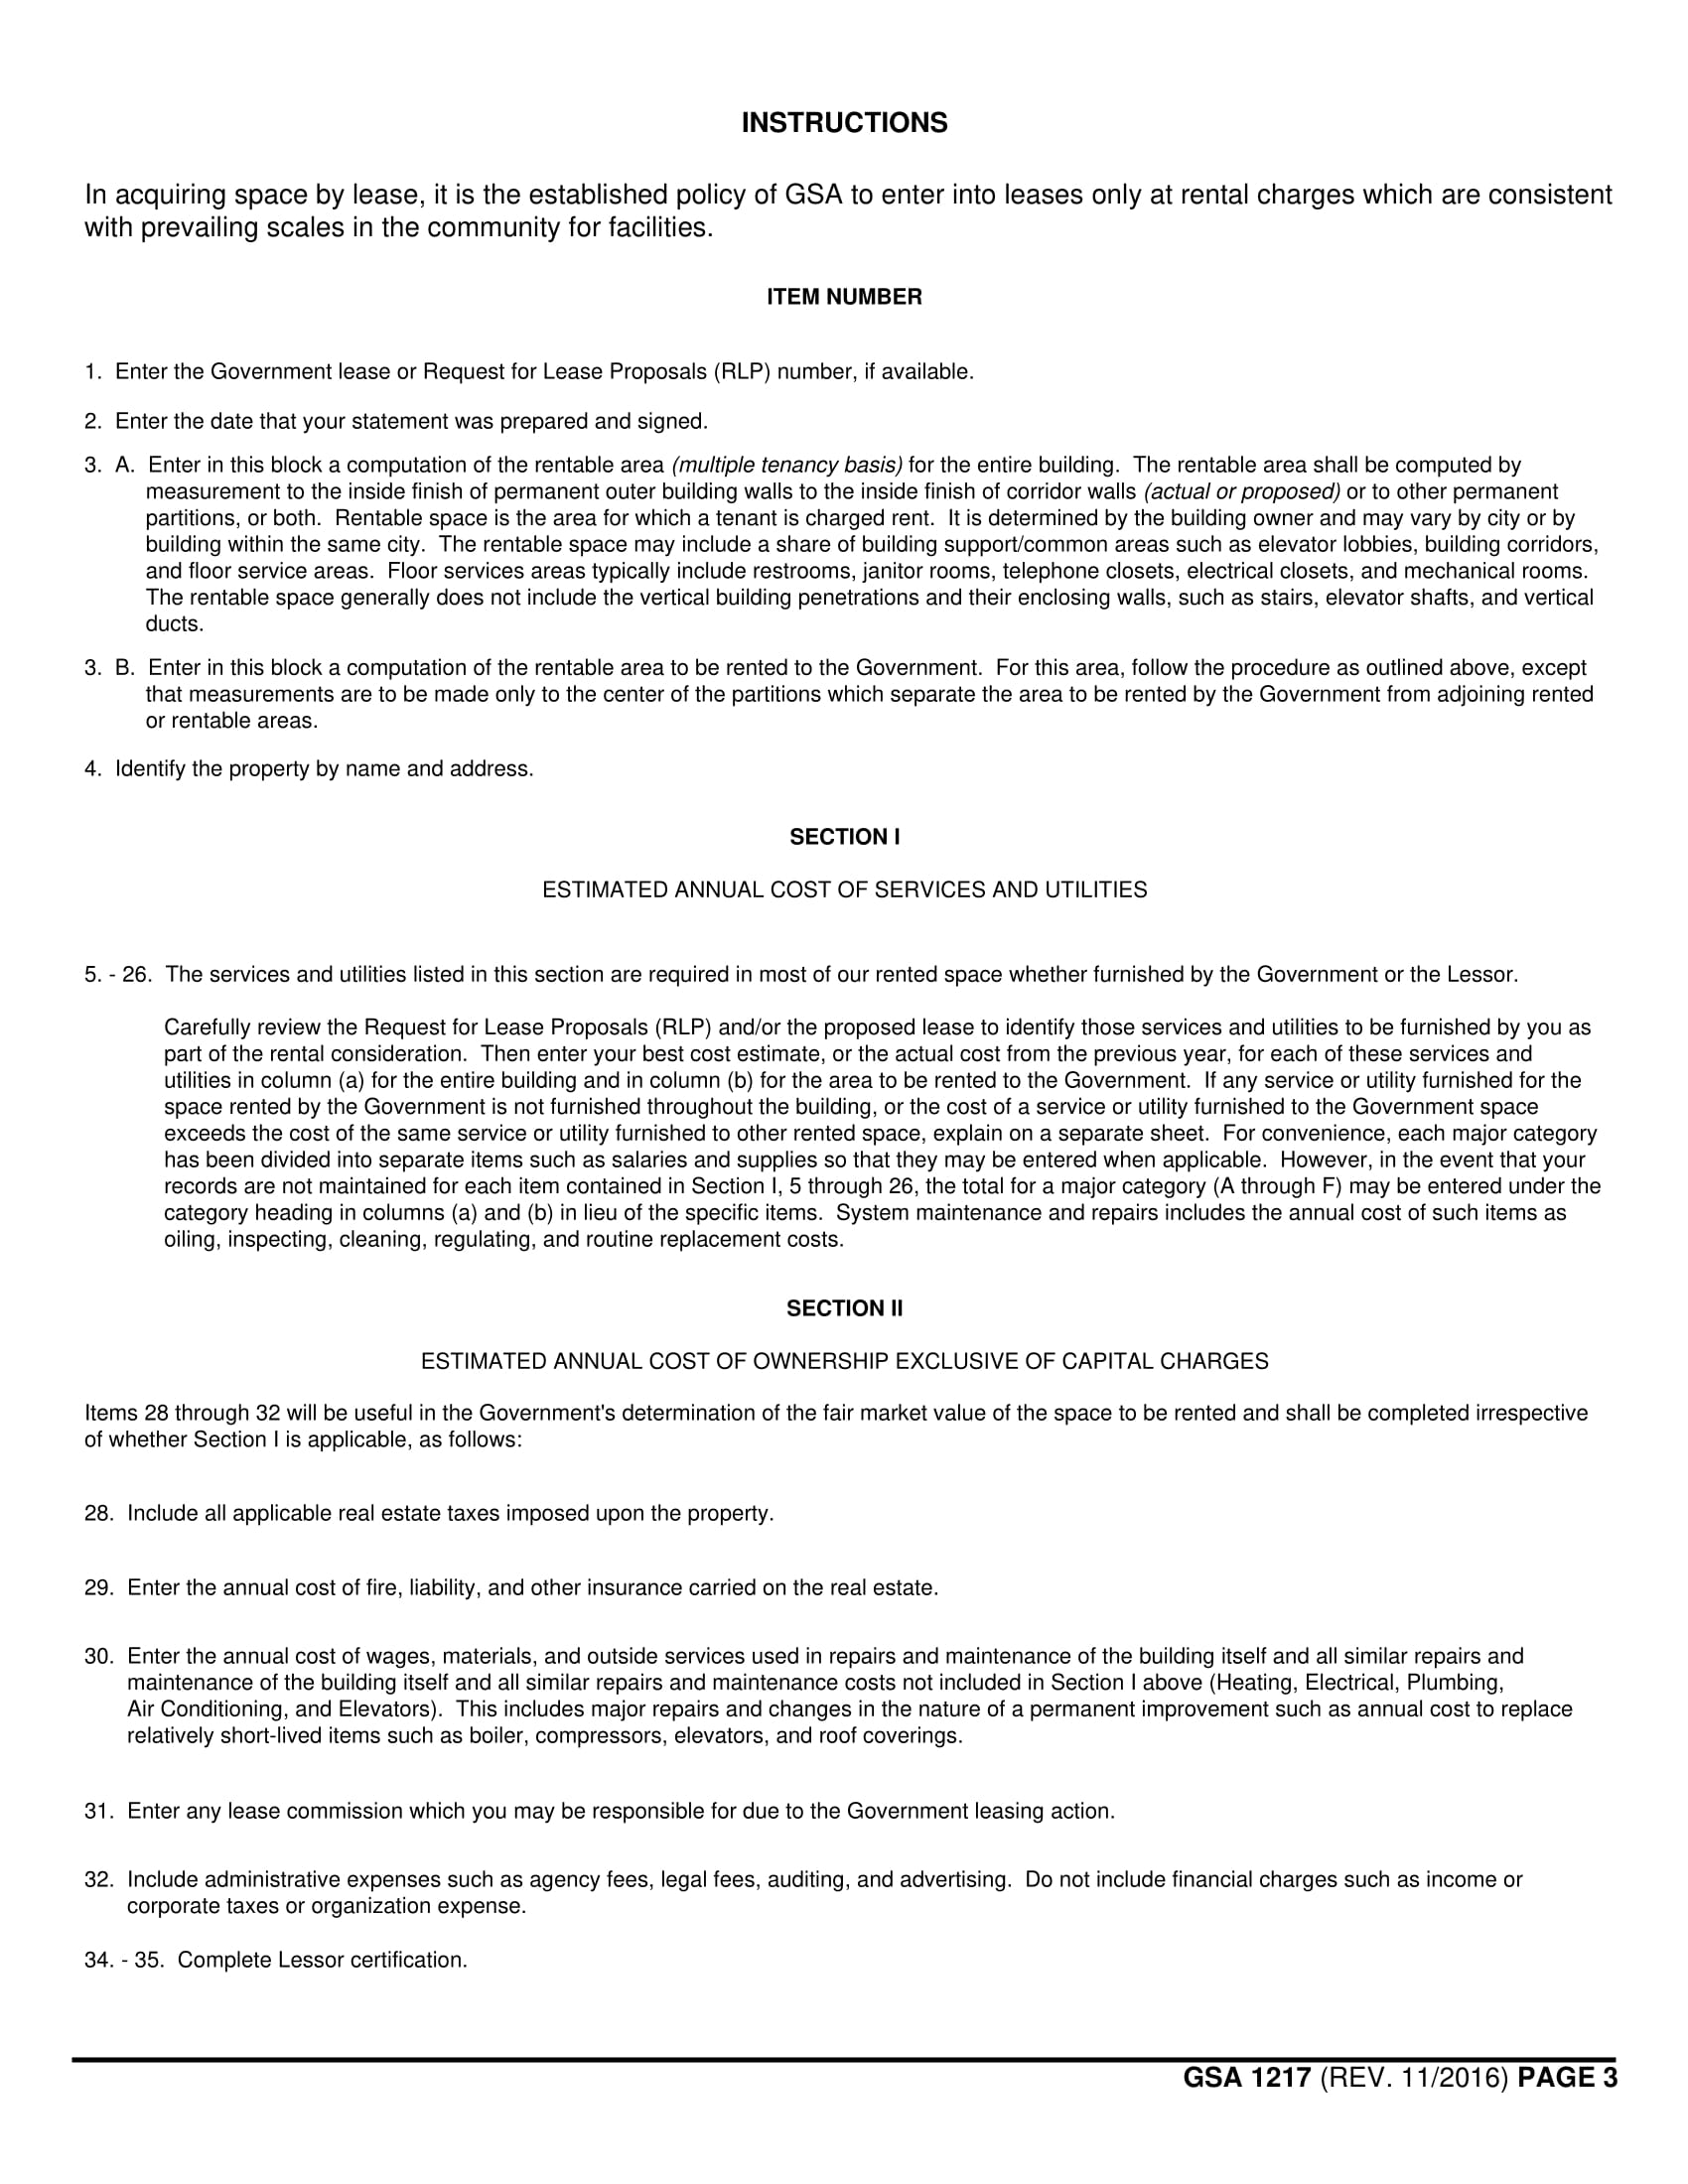 INSTRUCTIONS
In acquiring space by lease, it is the established policy of GSA to enter into leases only at rental charges which are consistent
with prevailing scales in the community for facilities.
ITEM NUMBER
1. Enter the Government lease or Request for Lease Proposals (RLP) number, if available.
2. Enter the date that your statement was prepared and signed.
3. A. Enter in this block a computation of the rentable area (multiple tenancy basis) for the entire building. The rentable area shall be computed by
measurement to the inside finish of permanent outer building walls to the inside finish of corridor walls (actual or proposed) or to other permanent
partitions, or both. Rentable space is the area for which a tenant is charged rent. It is determined by the building owner and may vary by city or by
building within the same city. The rentable space may include a share of building support/common areas such as elevator lobbies, building corridors,
and floor service areas. Floor services areas typically include restrooms, janitor rooms, telephone closets, electrical closets, and mechanical rooms.
The rentable space generally does not include the vertical building penetrations and their enclosing walls, such as stairs, elevator shafts, and vertical
ducts.
3. B. Enter in this block a computation of the rentable area to be rented to the Government. For this area, follow the procedure as outlined above, except
that measurements are to be made only to the center of the partitions which separate the area to be rented by the Government from adjoining rented
or rentable areas.
4. Identify the property by name and address.
SECTION I
ESTIMATED ANNUAL COST OF SERVICES AND UTILITIES
5. - 26. The services and utilities listed in this section are required in most of our rented space whether furnished by the Government or the Lessor.
Carefully review the Request for Lease Proposals (RLP) and/or the proposed lease to identify those services and utilities to be furnished by you as
part of the rental consideration. Then enter your best cost estimate, or the actual cost from the previous year, for each of these services and
utilities in column (a) for the entire building and in column (b) for the area to be rented to the Government. If any service or utility furnished for the
space rented by the Government is not furnished throughout the building, or the cost of a service or utility furnished to the Government space
exceeds the cost of the same service or utility furnished to other rented space, explain on a separate sheet. For convenience, each major category
has been divided into separate items such as salaries and supplies so that they may be entered when applicable. However, in the event that your
records are not maintained for each item contained in Section I, 5 through 26, the total for a major category (A through F) may be entered under the
category heading in columns (a) and (b) in lieu of the specific items. System maintenance and repairs includes the annual cost of such items as
oiling, inspecting, cleaning, regulating, and routine replacement costs.
SECTION II
ESTIMATED ANNUAL COST OF OWNERSHIP EXCLUSIVE OF CAPITAL CHARGES
Items 28 through 32 will be useful in the Government's determination of the fair market value of the space to be rented and shall be completed irrespective
of whether Section I is applicable, as follows:
28. Include all applicable real estate taxes imposed upon the property.
29. Enter the annual cost of fire, liability, and other insurance carried on the real estate.
30. Enter the annual cost of wages, materials, and outside services used in repairs and maintenance of the building itself and all similar repairs and
maintenance of the building itself and all similar repairs and maintenance costs not included in Section I above (Heating, Electrical, Plumbing,
Air Conditioning, and Elevators). This includes major repairs and changes in the nature of a permanent improvement such as annual cost to replace
relatively short-lived items such as boiler, compressors, elevators, and roof coverings.
31. Enter any lease commission which you may be responsible for due to the Government leasing action.
32. Include administrative expenses such as agency fees, legal fees, auditing, and advertising. Do not include financial charges such as income or
corporate taxes or organization expense.
34. - 35. Complete Lessor certification.
GSA 1217 (REV. 11/2016) PAGE 3